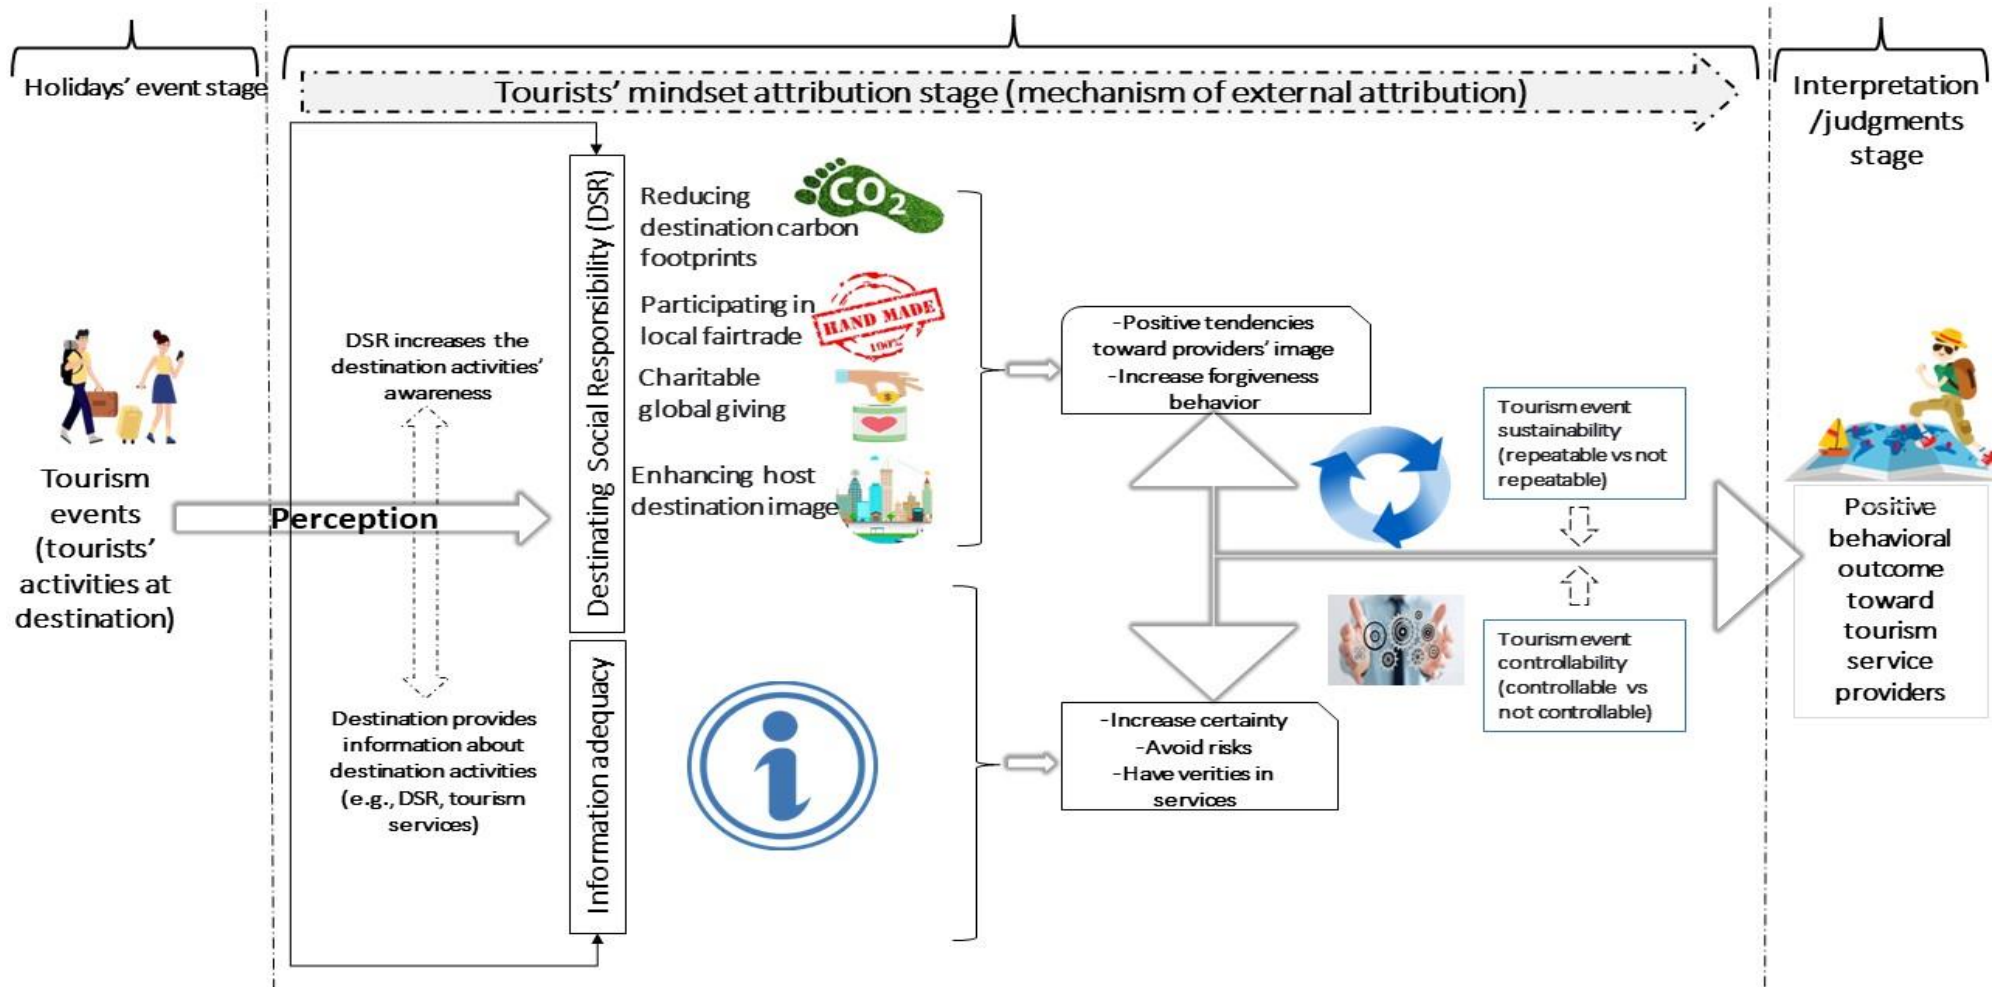 Holidays' event stage
Tourists' mindset attribution stage (mechanism of external attribution)
Interpretation
/judgments
stage
Tourism
events
(tourists'
activities at
destination)
Perception
DSR increases the
destination activities'
awareness
Destination provides
information about
destination activities
(e.g., DSR, tourism
services)
Destinating Social Responsibility (DSR)
Information adequacy
Reducing
destination carbon
footprints
CO2
Participating in
local fairtrade
HAND MADE
100%
Charitable
global giving
$
Enhancing host
destination image
i
-Positive tendencies
toward providers' image
-Increase forgiveness
behavior
-Increase certainty
-Avoid risks
-Have verities in
services
Tourism event
sustainability
(repeatable vs not
repeatable)
Tourism event
controllability
(controllable vs
not controllable)
Positive
behavioral
outcome
toward
tourism
service
providers